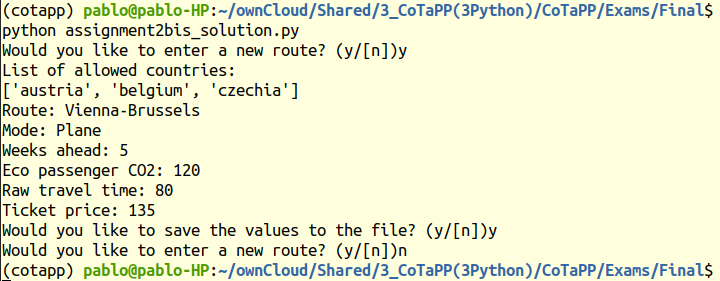 (cotapp) pablo@pablo-HP:~/ownCloud/Shared/3_CoTaPP(3Python)/CoTaPP/Exams/Final$
python assignment2bis_solution.py
Would you like to enter a new route? (y/[n])y
List of allowed countries:
['austria', 'belgium', 'czechia']
Route: Vienna-Brussels
Mode: Plane
Weeks ahead: 5
Eco passenger CO2: 120
Raw travel time: 80
Ticket price: 135
Would you like to save the values to the file? (y/[n])y
Would you like to enter a new route? (y/[n])n
(cotapp) pablo@pablo-HP:~/ownCloud/Shared/3_CoTaPP(3Python)/CoTaPP/Exams/Final$